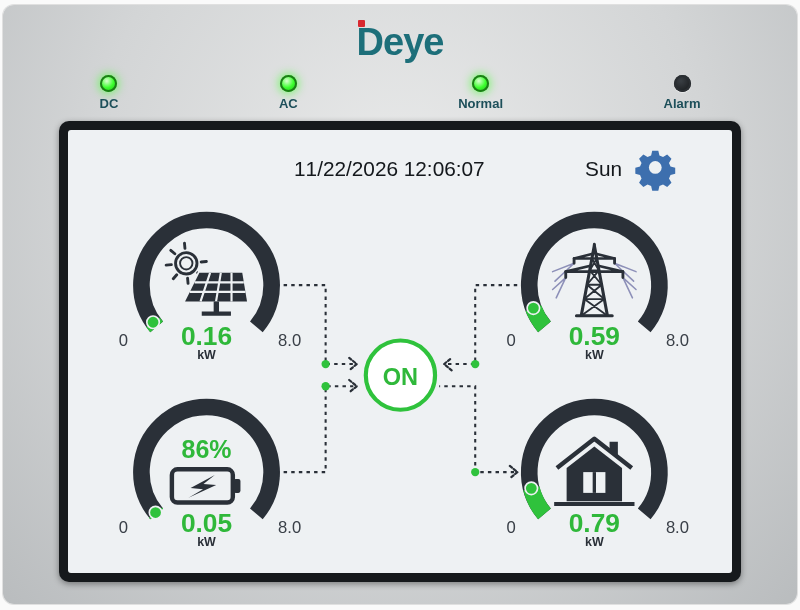 Deye
DC AC Normal Alarm
11/22/2026 12:06:07 Sun
0 0.16 8.0
kW
0 0.59 8.0
kW
ON
86%
0 0.05 8.0
kW
0 0.79 8.0
kW